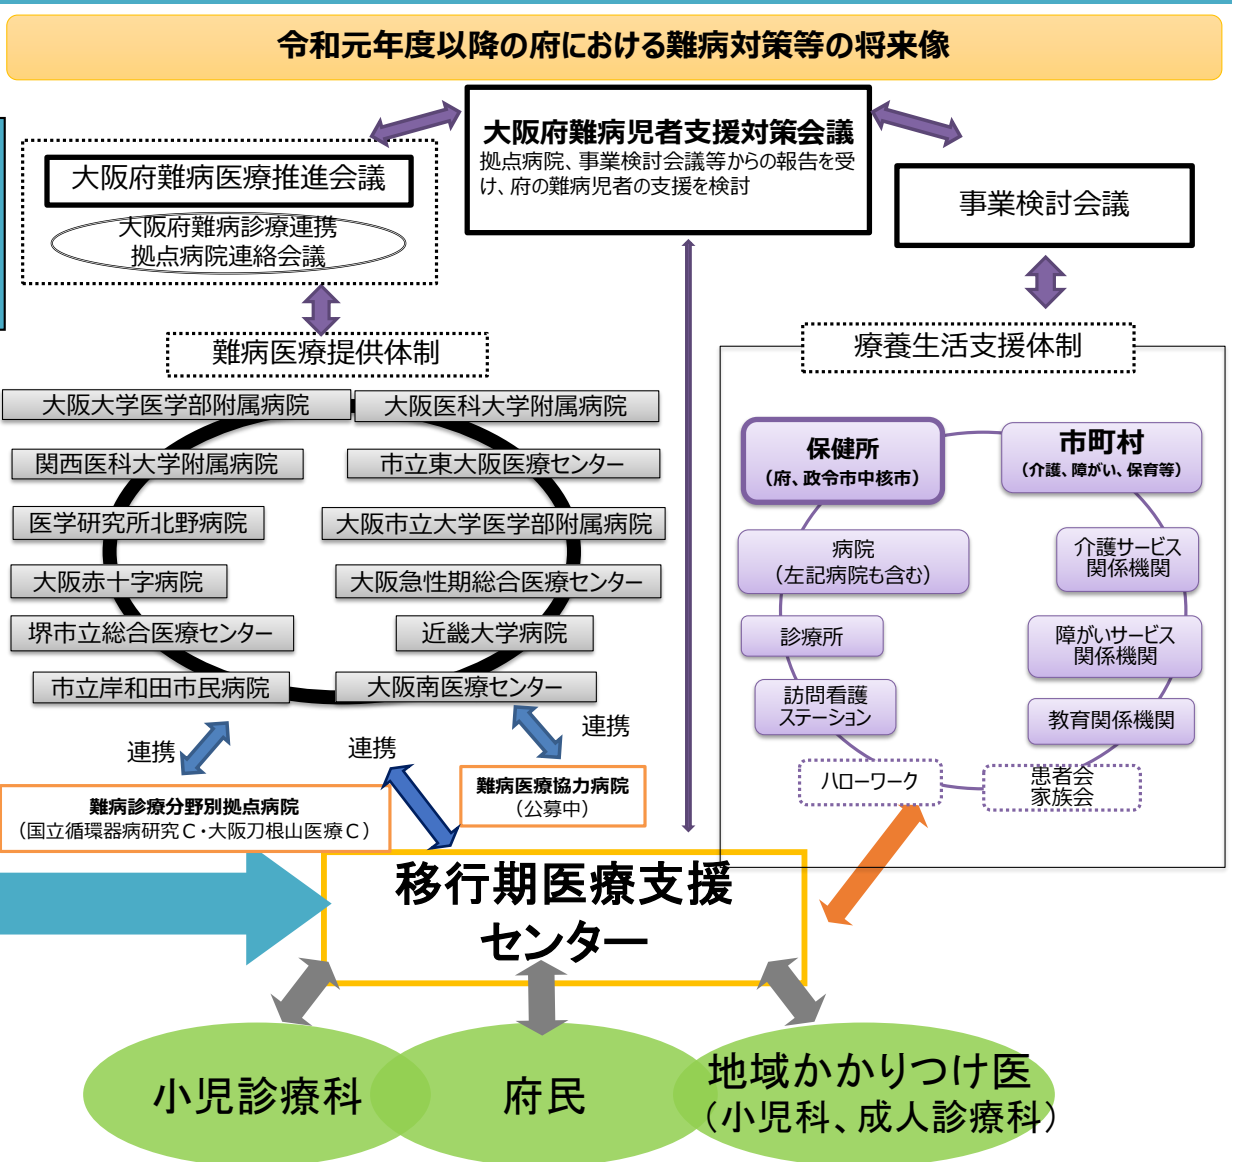 令和元年度以降の府における難病対策等の将来像
大阪府難病児者支援対策会議
拠点病院、事業検討会議等からの報告を受
け、府の難病児者の支援を検討
大阪府難病医療推進会議
大阪府難病診療連携
拠点病院連絡会議
事業検討会議
難病医療提供体制
療養生活支援体制
大阪大学医学部附属病院
大阪医科大学附属病院
関西医科大学附属病院
市立東大阪医療センター
医学研究所北野病院
大阪市立大学医学部附属病院
大阪赤十字病院
大阪急性期総合医療センター
堺市立総合医療センター
近畿大学病院
市立岸和田市民病院
大阪南医療センター
保健所
（府、政令市中核市）
市町村
（介護、障がい、保育等）
病院
（左記病院も含む）
介護サービス
関係機関
診療所
障がいサービス
関係機関
訪問看護
ステーション
教育関係機関
ハローワーク
患者会
家族会
連携
連携
連携
難病診療分野別拠点病院
（国立循環器病研究Ｃ・大阪刀根山医療Ｃ）
難病医療協力病院
（公募中）
移行期医療支援
センター
小児診療科
府民
地域かかりつけ医
（小児科、成人診療科）